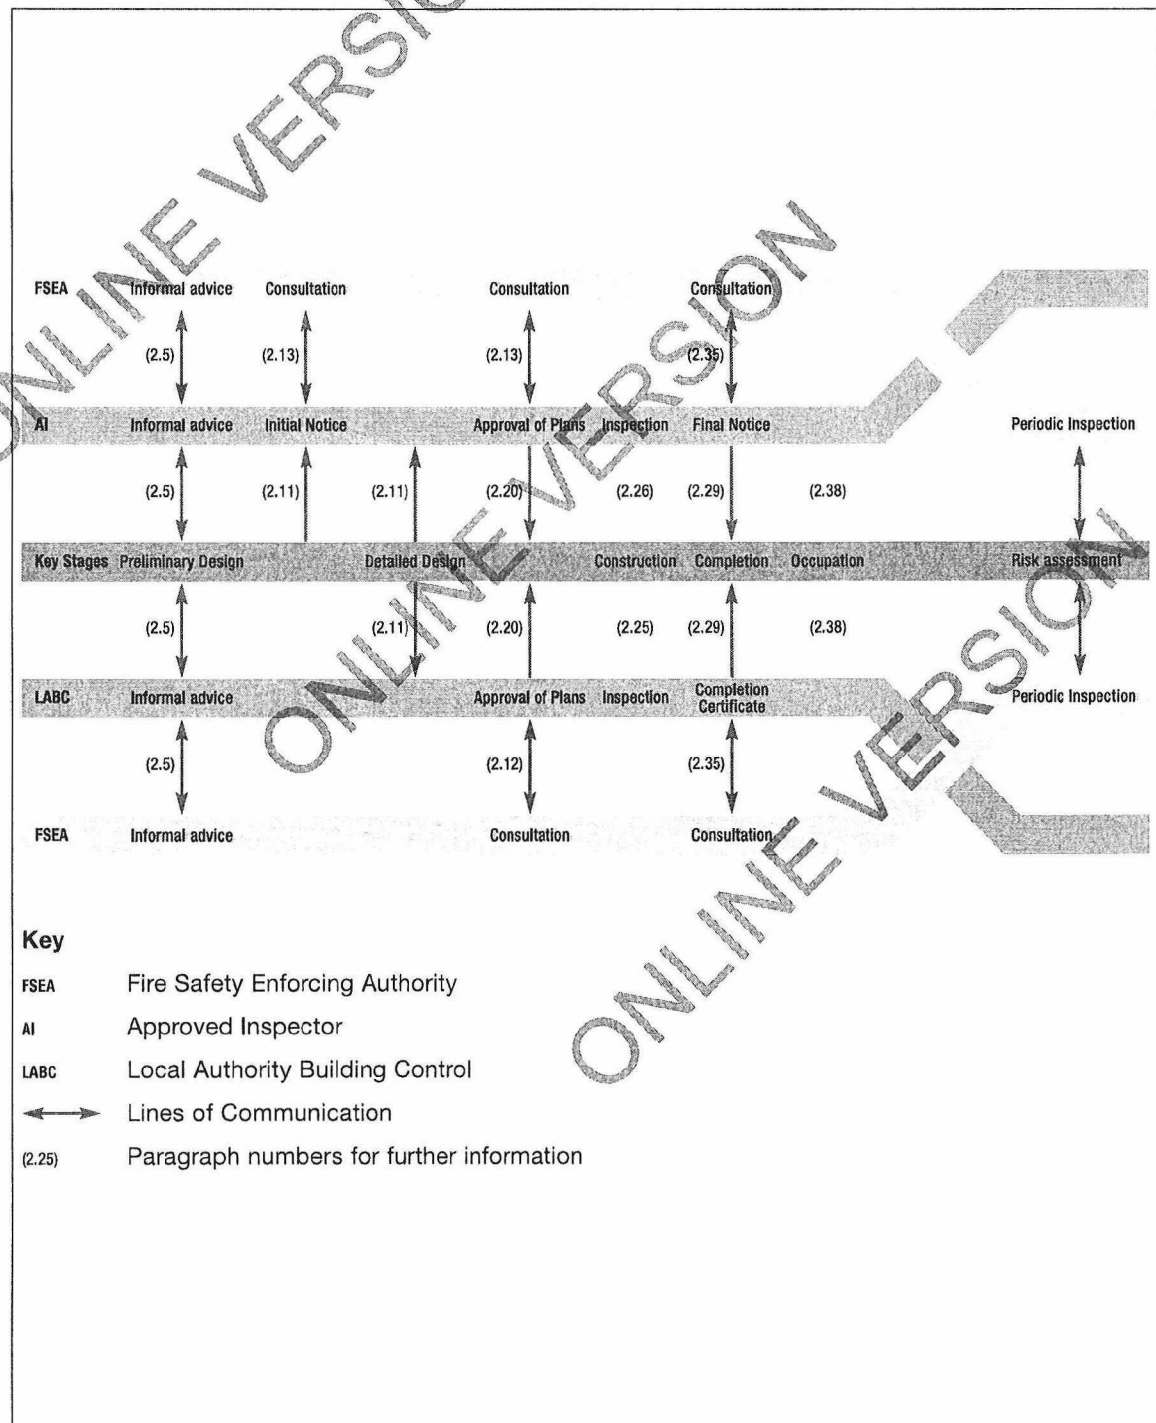 ONLINE VERSIO
FSEA Informal advice Consultation Consultation Consultation
(2.5) (2.13) (2.13) (2.35)
AI Informal advice Initial Notice Approval of Plans Inspection Final Notice Periodic Inspection
(2.5) (2.11) (2.11) (2.20) (2.26) (2.29) (2.38)
Key Stages Preliminary Design Detailed Design Construction Completion Occupation Risk assessment
(2.5) (2.11) (2.20) (2.25) (2.29) (2.38)
LABC Informal advice Approval of Plans Inspection Completion Certificate Periodic Inspection
(2.5) (2.12) (2.35)
FSEA Informal advice Consultation Consultation
ONLINE VERSION
ONLINE VERSION
Key
FSEA Fire Safety Enforcing Authority
AI Approved Inspector
LABC Local Authority Building Control
Lines of Communication
(2.25) Paragraph numbers for further information